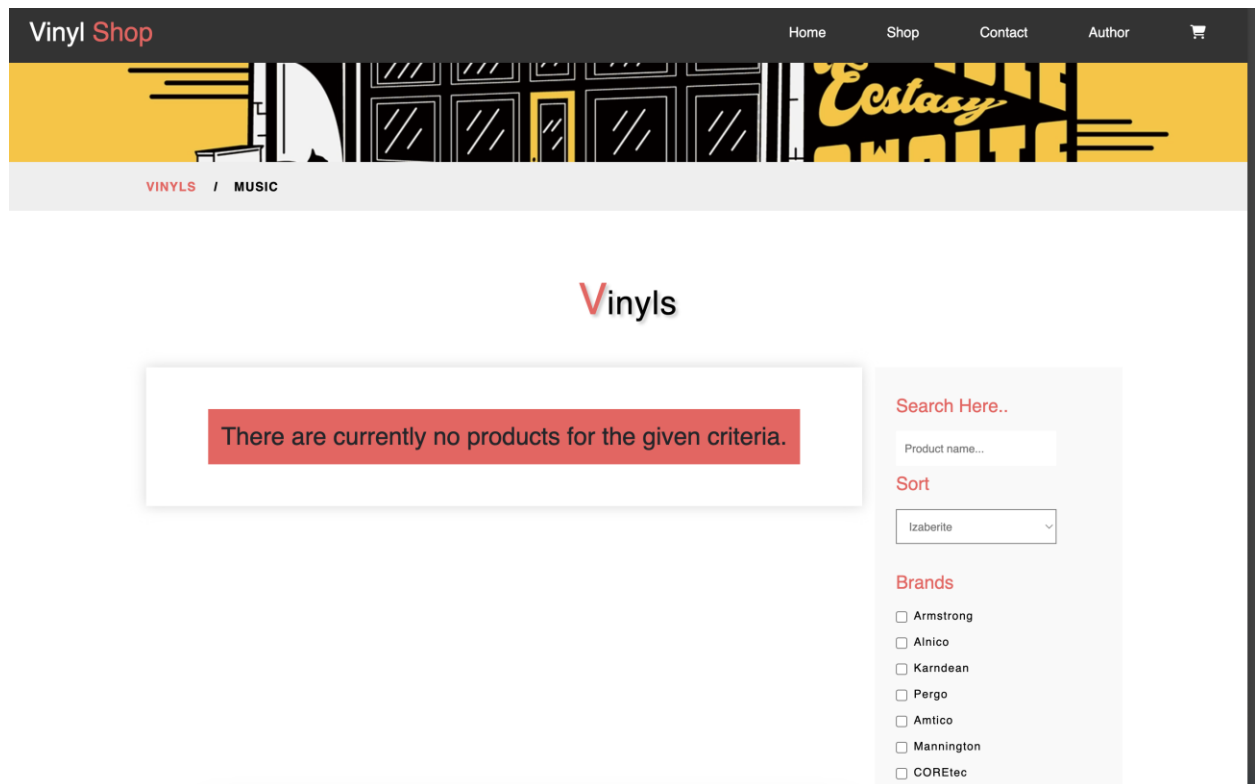 Vinyl Shop
Home Shop Contact Author
Ecstasy
VINYLS / MUSIC
Vinyls
There are currently no products for the given criteria.
Search Here..
Product name...
Sort
Izaberite
Brands
Armstrong
Alnico
Karndean
Pergo
Amtico
Mannington
COREtec